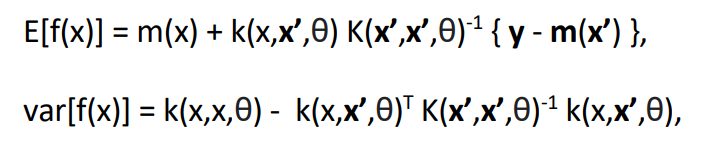 E[f(x)] = m(x) + k(x,x’,θ) K(x’,x’,θ)⁻¹ { y - m(x’) },
var[f(x)] = k(x,x,θ) - k(x,x’,θ)ᵀ K(x’,x’,θ)⁻¹ k(x,x’,θ),